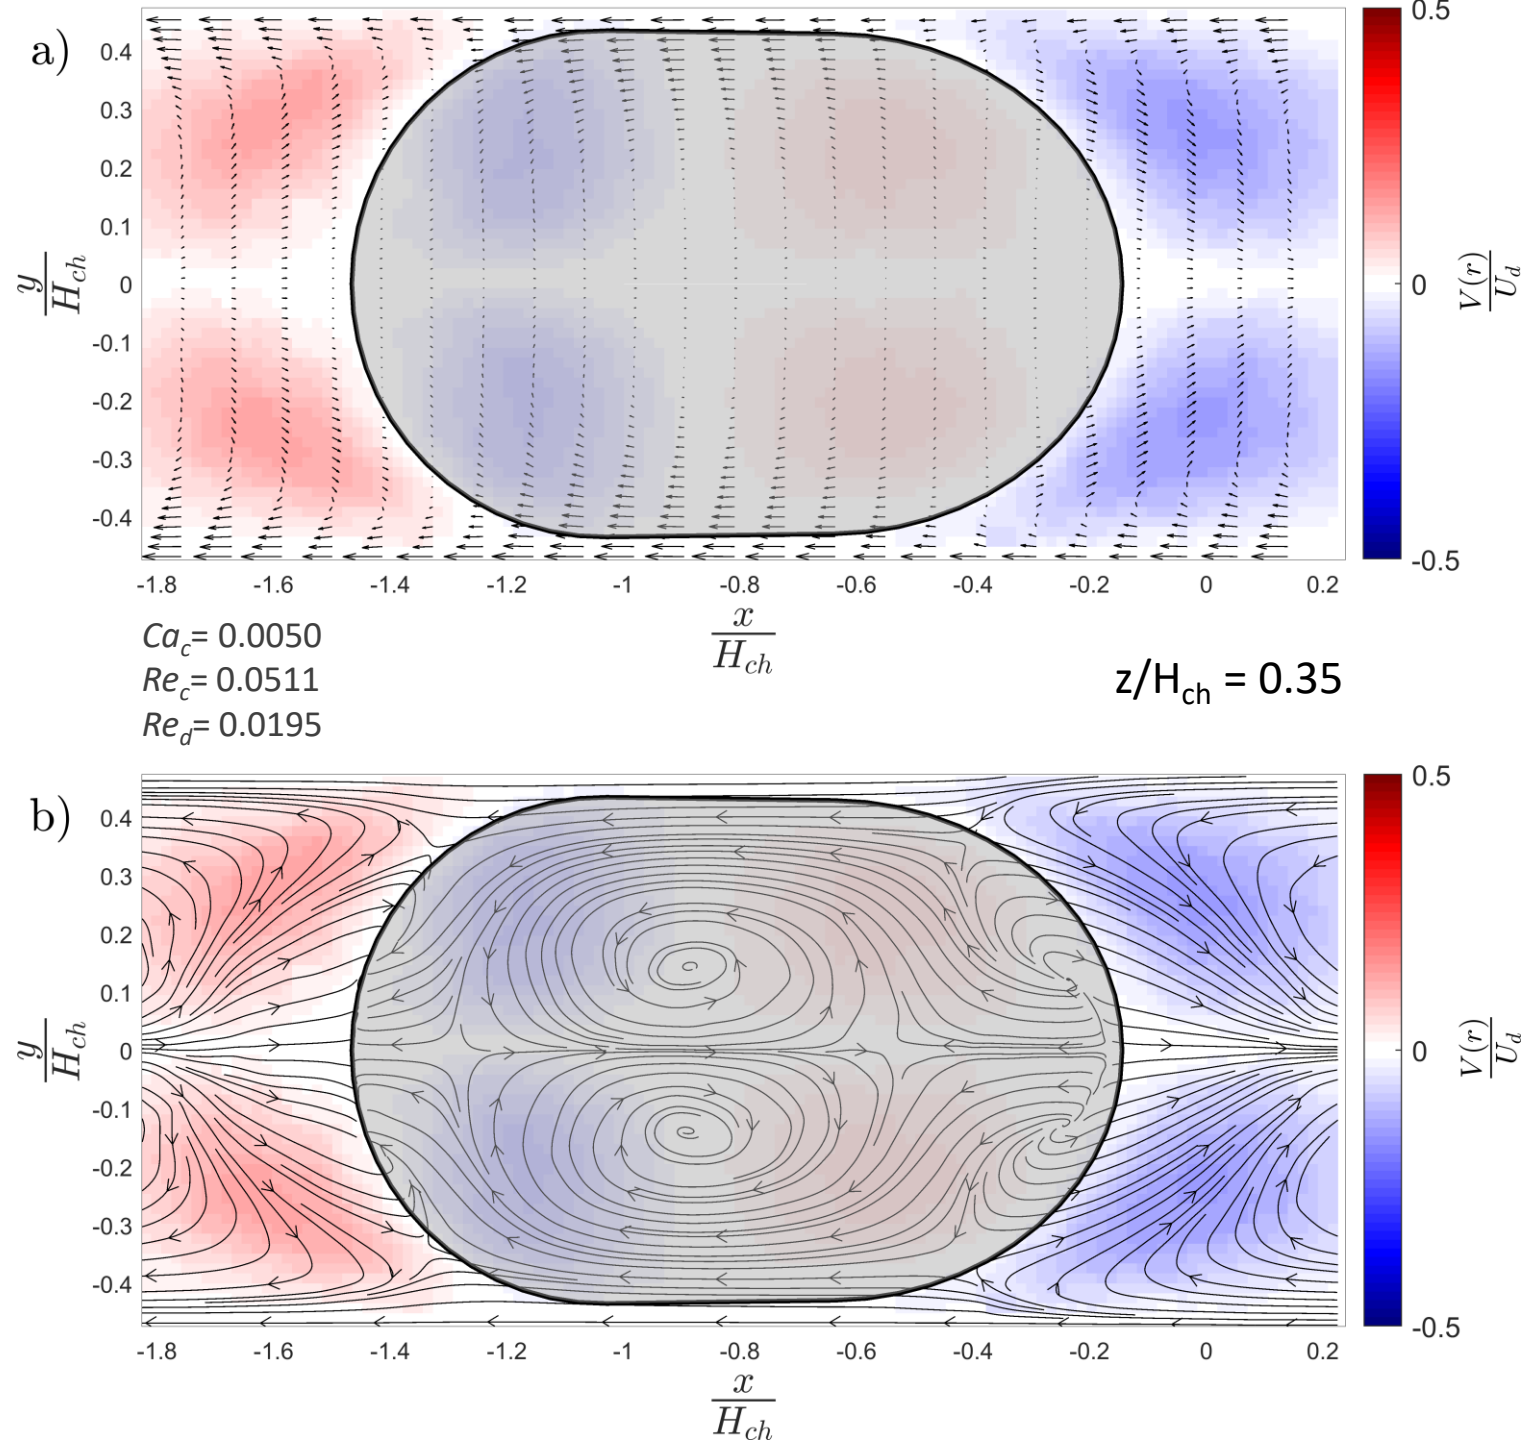 a)
0.4
0.3
0.2
0.1
0
-0.1
-0.2
-0.3
-0.4
y/H_ch
-1.8 -1.6 -1.4 -1.2 -1 -0.8 -0.6 -0.4 -0.2 0 0.2
x/H_ch
0.5
0
-0.5
V(r)/U_d
Ca_c= 0.0050
Re_c= 0.0511
Re_d= 0.0195
z/H_ch = 0.35
b)
0.4
0.3
0.2
0.1
0
-0.1
-0.2
-0.3
-0.4
y/H_ch
-1.8 -1.6 -1.4 -1.2 -1 -0.8 -0.6 -0.4 -0.2 0 0.2
x/H_ch
0.5
0
-0.5
V(r)/U_d